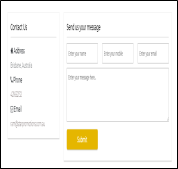 Contact Us
Send us your message
Address
Brisbane, Australia
Phone
Email
Enter your name
Enter your mobile
Enter your email
Enter your message here..
Submit